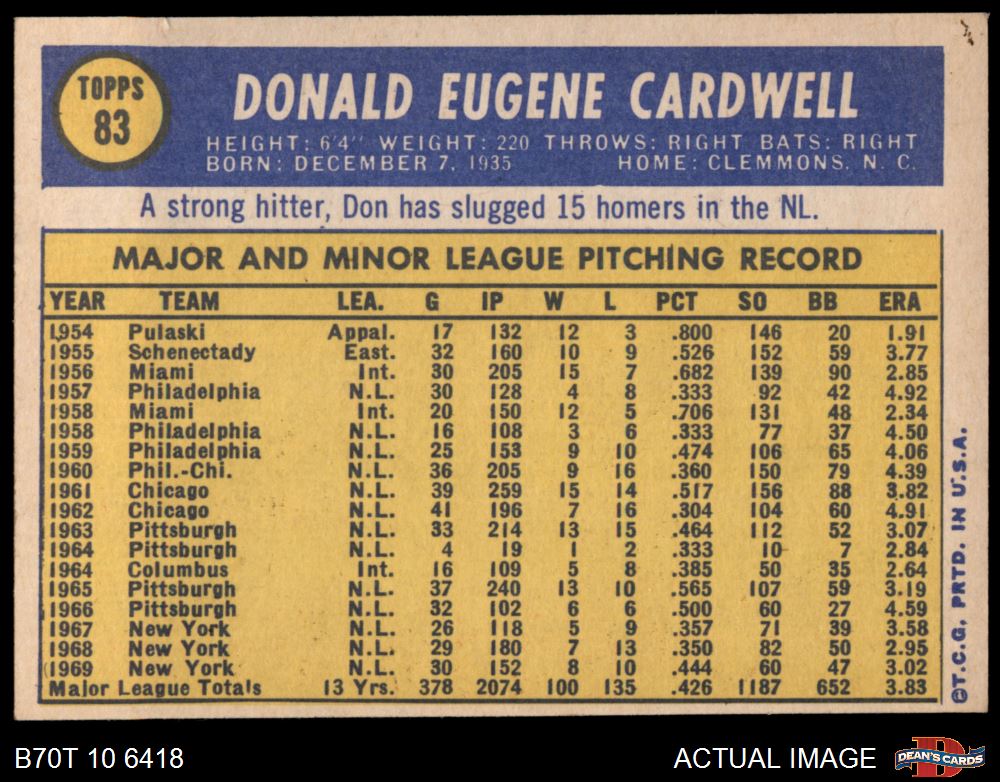 TOPPS
83
DONALD EUGENE CARDWELL
HEIGHT: 6'4" WEIGHT: 220 THROWS: RIGHT BATS: RIGHT
BORN: DECEMBER 7, 1935 HOME: CLEMMONS, N. C.
A strong hitter, Don has slugged 15 homers in the NL.
MAJOR AND MINOR LEAGUE PITCHING RECORD
YEAR TEAM LEA. G IP W L PCT SO BB ERA
1954 Pulaski Appal. 17 132 12 3 .800 146 20 1.91
1955 Schenectady East. 32 160 10 9 .526 152 59 3.77
1956 Miami Int. 30 205 15 7 .682 139 90 2.85
1957 Philadelphia N.L. 30 128 4 8 .333 92 42 4.92
1958 Miami Int. 20 150 12 5 .706 131 48 2.34
1958 Philadelphia N.L. 16 108 3 6 .333 77 37 4.50
1959 Philadelphia N.L. 25 153 9 10 .474 106 65 4.06
1960 Phil.-Chi. N.L. 36 205 9 16 .360 150 79 4.39
1961 Chicago N.L. 39 259 15 14 .517 156 88 3.82
1962 Chicago N.L. 41 196 7 16 .304 104 60 4.91
1963 Pittsburgh N.L. 33 214 13 15 .464 112 52 3.07
1964 Pittsburgh N.L. 4 19 1 2 .333 10 7 2.84
1964 Columbus Int. 16 109 5 8 .385 50 35 2.64
1965 Pittsburgh N.L. 37 240 13 10 .565 107 59 3.19
1966 Pittsburgh N.L. 32 102 6 6 .500 60 27 4.59
1967 New York N.L. 26 118 5 9 .357 71 39 3.58
1968 New York N.L. 29 180 7 13 .350 82 50 2.95
1969 New York N.L. 30 152 8 10 .444 60 47 3.02
Major League Totals 13 Yrs. 378 2074 100 135 .426 1187 652 3.83
©T.C.G. PRTD. IN U.S.A.
B70T 10 6418
ACTUAL IMAGE
D
DEAN'S CARDS